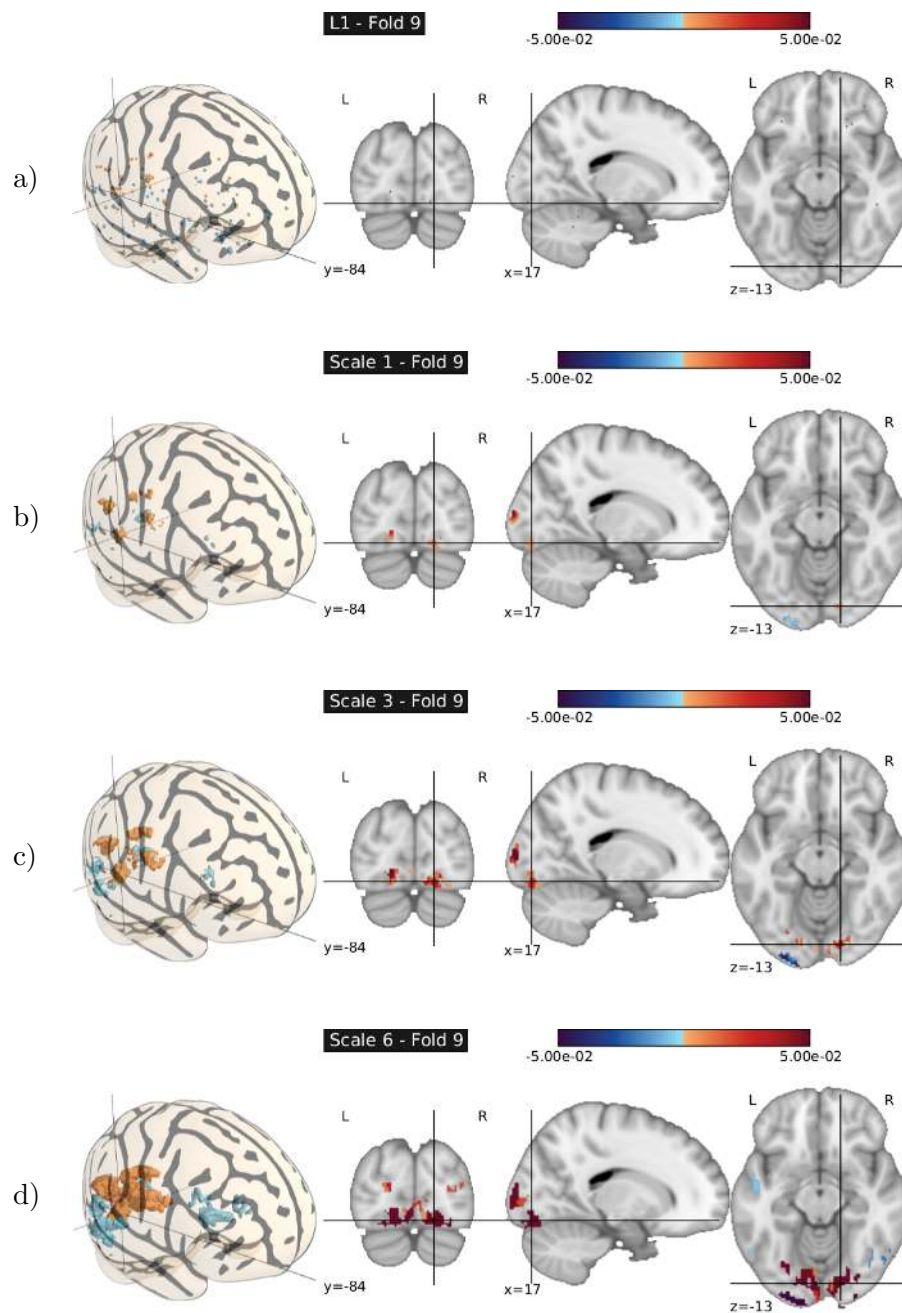 L1 - Fold 9
-5.00e-02 5.00e-02
a)
L R L R
y=-84 x=17 z=-13
Scale 1 - Fold 9
-5.00e-02 5.00e-02
b)
L R L R
y=-84 x=17 z=-13
Scale 3 - Fold 9
-5.00e-02 5.00e-02
c)
L R L R
y=-84 x=17 z=-13
Scale 6 - Fold 9
-5.00e-02 5.00e-02
d)
L R L R
y=-84 x=17 z=-13